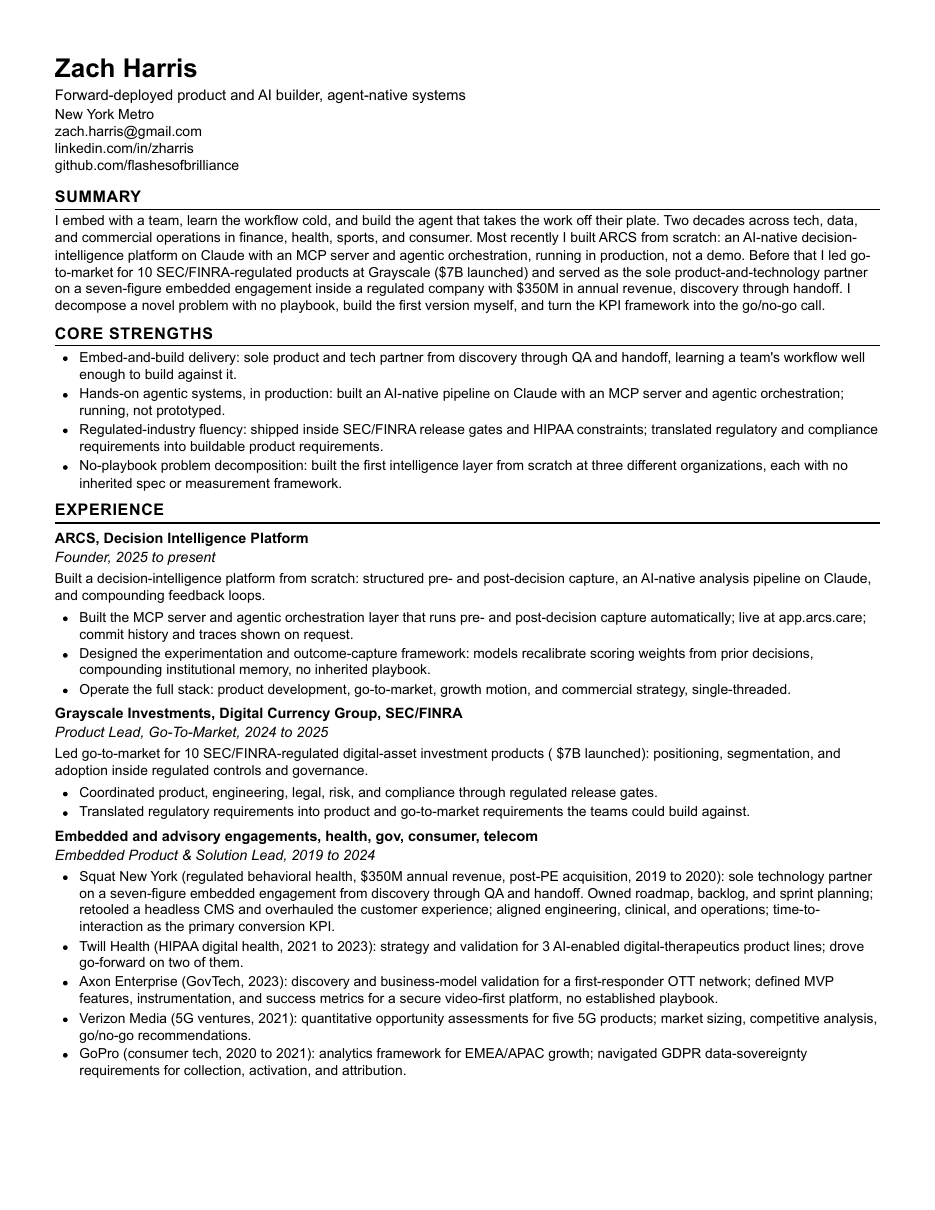 Zach Harris
Forward-deployed product and AI builder, agent-native systems
New York Metro
zach.harris@gmail.com
linkedin.com/in/zharris
github.com/flashesofbrilliance
SUMMARY
I embed with a team, learn the workflow cold, and build the agent that takes the work off their plate. Two decades across tech, data,
and commercial operations in finance, health, sports, and consumer. Most recently I built ARCS from scratch: an AI-native decision-
intelligence platform on Claude with an MCP server and agentic orchestration, running in production, not a demo. Before that I led go-
to-market for 10 SEC/FINRA-regulated products at Grayscale ($7B launched) and served as the sole product-and-technology partner
on a seven-figure embedded engagement inside a regulated company with $350M in annual revenue, discovery through handoff. I
decompose a novel problem with no playbook, build the first version myself, and turn the KPI framework into the go/no-go call.
CORE STRENGTHS
• Embed-and-build delivery: sole product and tech partner from discovery through QA and handoff, learning a team's workflow well
enough to build against it.
• Hands-on agentic systems, in production: built an AI-native pipeline on Claude with an MCP server and agentic orchestration;
running, not prototyped.
• Regulated-industry fluency: shipped inside SEC/FINRA release gates and HIPAA constraints; translated regulatory and compliance
requirements into buildable product requirements.
• No-playbook problem decomposition: built the first intelligence layer from scratch at three different organizations, each with no
inherited spec or measurement framework.
EXPERIENCE
ARCS, Decision Intelligence Platform
Founder, 2025 to present
Built a decision-intelligence platform from scratch: structured pre- and post-decision capture, an AI-native analysis pipeline on Claude,
and compounding feedback loops.
• Built the MCP server and agentic orchestration layer that runs pre- and post-decision capture automatically; live at app.arcs.care;
commit history and traces shown on request.
• Designed the experimentation and outcome-capture framework: models recalibrate scoring weights from prior decisions,
compounding institutional memory, no inherited playbook.
• Operate the full stack: product development, go-to-market, growth motion, and commercial strategy, single-threaded.
Grayscale Investments, Digital Currency Group, SEC/FINRA
Product Lead, Go-To-Market, 2024 to 2025
Led go-to-market for 10 SEC/FINRA-regulated digital-asset investment products ( $7B launched): positioning, segmentation, and
adoption inside regulated controls and governance.
• Coordinated product, engineering, legal, risk, and compliance through regulated release gates.
• Translated regulatory requirements into product and go-to-market requirements the teams could build against.
Embedded and advisory engagements, health, gov, consumer, telecom
Embedded Product & Solution Lead, 2019 to 2024
• Squat New York (regulated behavioral health, $350M annual revenue, post-PE acquisition, 2019 to 2020): sole technology partner
on a seven-figure embedded engagement from discovery through QA and handoff. Owned roadmap, backlog, and sprint planning;
retooled a headless CMS and overhauled the customer experience; aligned engineering, clinical, and operations; time-to-
interaction as the primary conversion KPI.
• Twill Health (HIPAA digital health, 2021 to 2023): strategy and validation for 3 AI-enabled digital-therapeutics product lines; drove
go-forward on two of them.
• Axon Enterprise (GovTech, 2023): discovery and business-model validation for a first-responder OTT network; defined MVP
features, instrumentation, and success metrics for a secure video-first platform, no established playbook.
• Verizon Media (5G ventures, 2021): quantitative opportunity assessments for five 5G products; market sizing, competitive analysis,
go/no-go recommendations.
• GoPro (consumer tech, 2020 to 2021): analytics framework for EMEA/APAC growth; navigated GDPR data-sovereignty
requirements for collection, activation, and attribution.